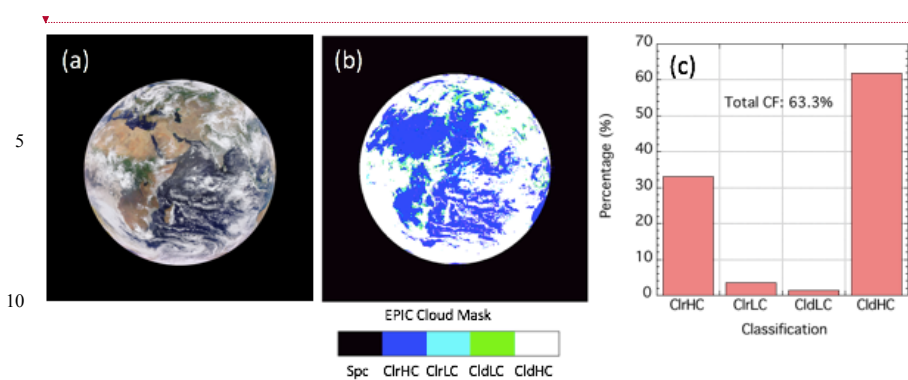 (a)
(b)
(c)
Total CF: 63.3%
Percentage (%)
70
60
50
40
30
20
10
0
ClrHC ClrLC CldLC CldHC
Classification
5
10
EPIC Cloud Mask
Spc ClrHC ClrLC CldLC CldHC